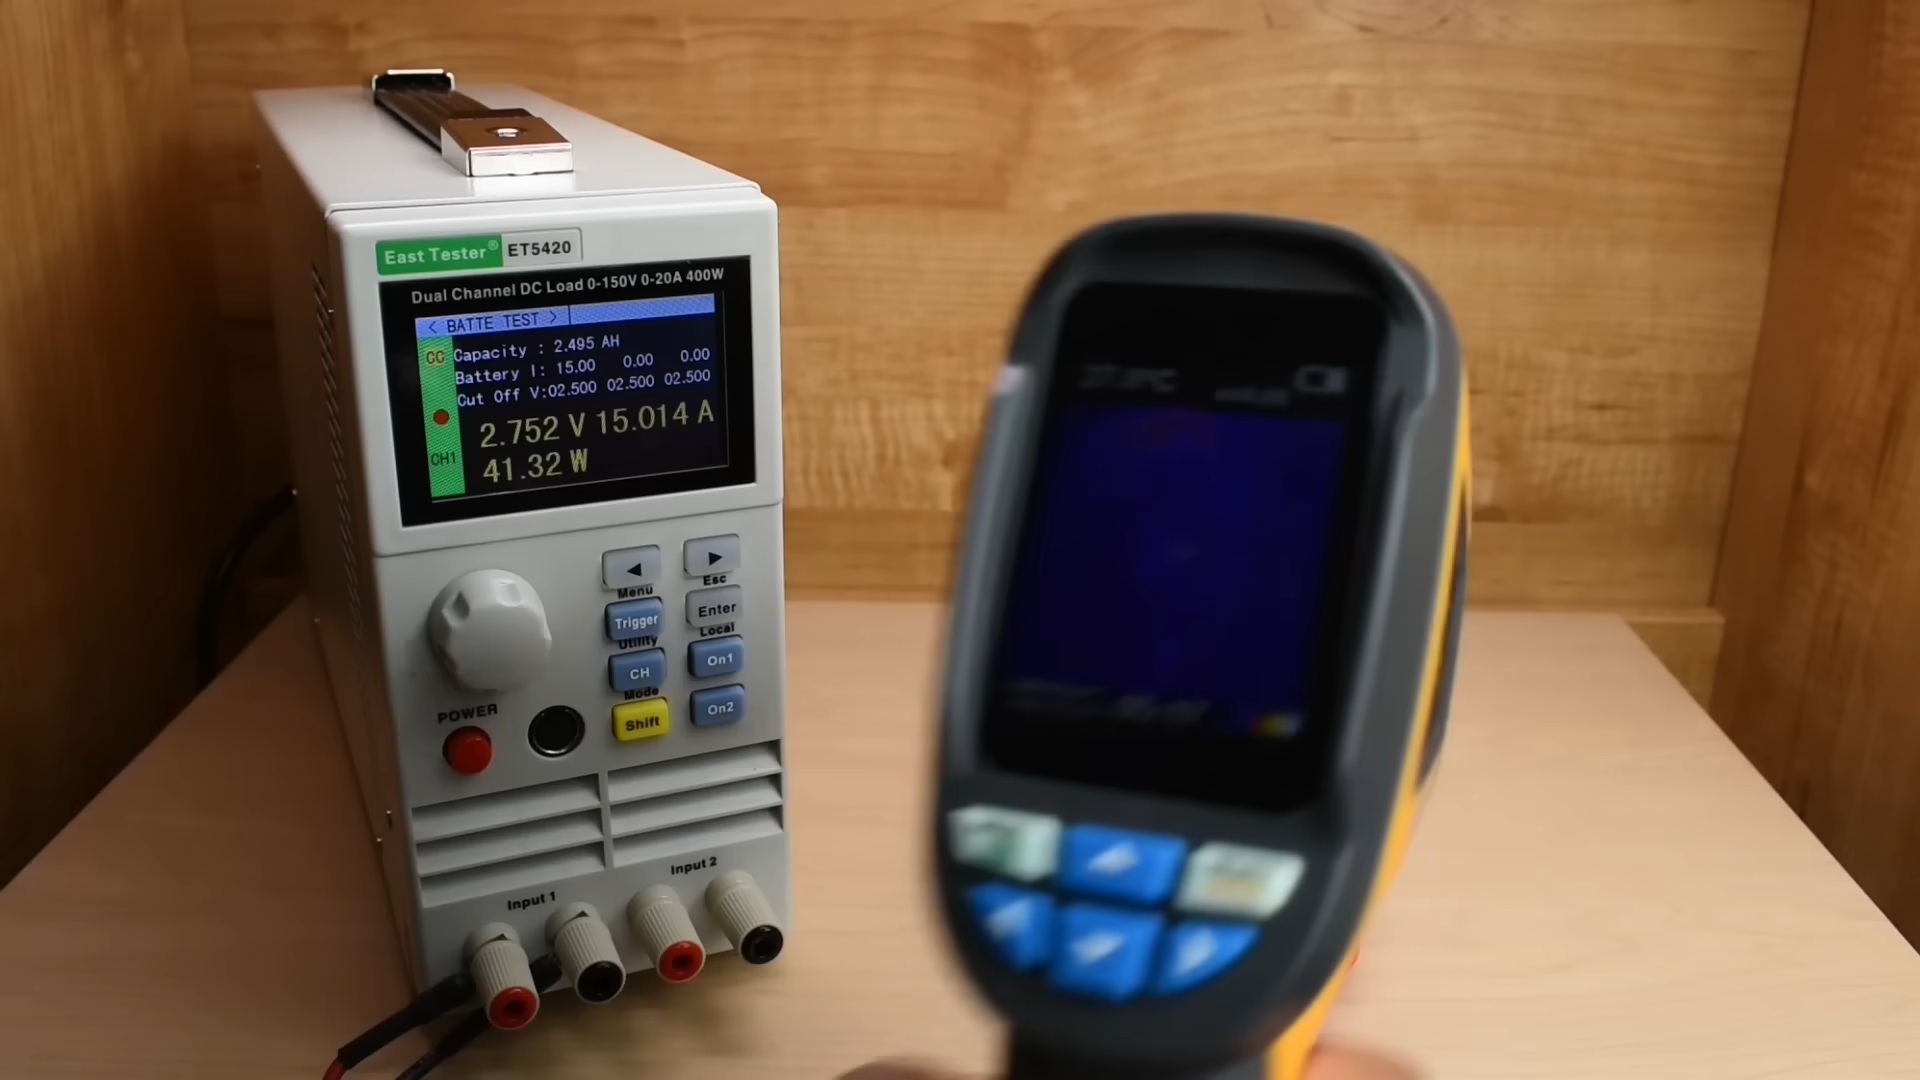 East Tester® ET5420
Dual Channel DC Load 0-150V 0-20A 400W
< BATTE TEST >
CC
Capacity : 2.495 AH
Battery I: 15.00 0.00 0.00
Cut Off V:02.500 02.500 02.500
2.752 V 15.014 A
CH1
41.32 W
Menu
Esc
Trigger
Enter
Utility
Local
CH
On1
Mode
Shift
On2
POWER
Input 1
Input 2